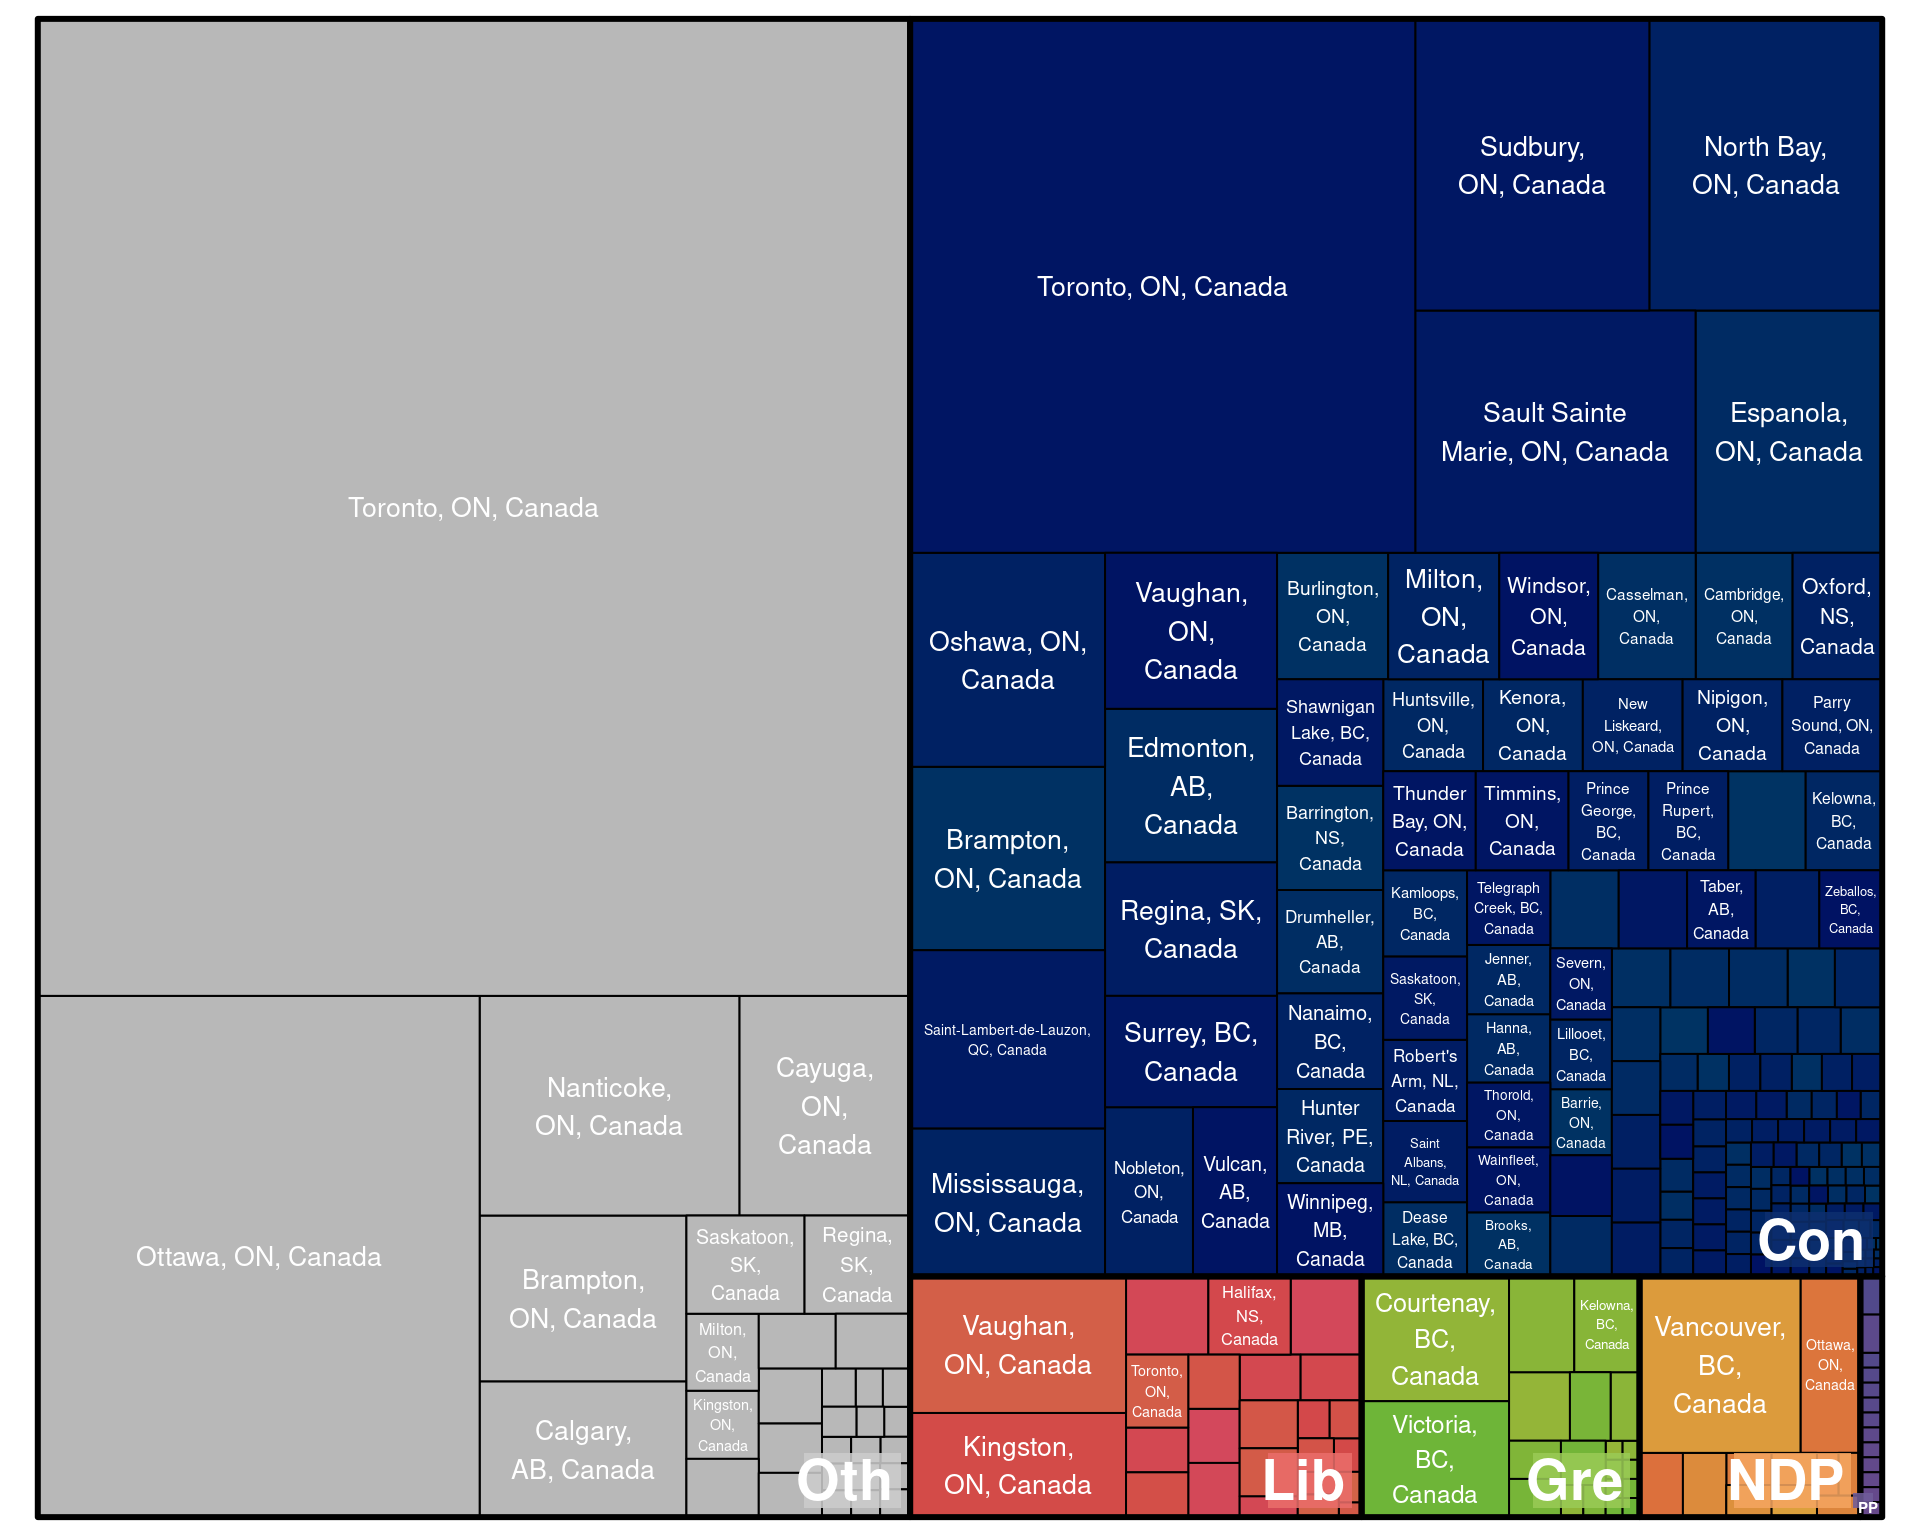 Toronto, ON, Canada
Ottawa, ON, Canada
Nanticoke,
ON, Canada
Cayuga,
ON,
Canada
Brampton,
ON, Canada
Calgary,
AB, Canada
Saskatoon,
SK,
Canada
Regina,
SK,
Canada
Milton,
ON,
Canada
Kingston,
ON,
Canada
Oth
Toronto, ON, Canada
Sudbury,
ON, Canada
North Bay,
ON, Canada
Sault Sainte
Marie, ON, Canada
Espanola,
ON, Canada
Oshawa, ON,
Canada
Brampton,
ON, Canada
Saint-Lambert-de-Lauzon,
QC, Canada
Mississauga,
ON, Canada
Vaughan,
ON,
Canada
Edmonton,
AB,
Canada
Regina, SK,
Canada
Surrey, BC,
Canada
Nobleton,
ON,
Canada
Vulcan,
AB,
Canada
Burlington,
ON,
Canada
Milton,
ON,
Canada
Windsor,
ON,
Canada
Casselman,
ON,
Canada
Cambridge,
ON,
Canada
Oxford,
NS,
Canada
Shawnigan
Lake, BC,
Canada
Barrington,
NS,
Canada
Drumheller,
AB,
Canada
Nanaimo,
BC,
Canada
Hunter
River, PE,
Canada
Winnipeg,
MB,
Canada
Huntsville,
ON,
Canada
Kenora,
ON,
Canada
New
Liskeard,
ON, Canada
Nipigon,
ON,
Canada
Parry
Sound, ON,
Canada
Thunder
Bay, ON,
Canada
Timmins,
ON,
Canada
Prince
George,
BC,
Canada
Prince
Rupert,
BC,
Canada
Kelowna,
BC,
Canada
Kamloops,
BC,
Canada
Saskatoon,
SK,
Canada
Robert's
Arm, NL,
Canada
Saint
Albans,
NL, Canada
Dease
Lake, BC,
Canada
Telegraph
Creek, BC,
Canada
Jenner,
AB,
Canada
Hanna,
AB,
Canada
Thorold,
ON,
Canada
Wainfleet,
ON,
Canada
Brooks,
AB,
Canada
Taber,
AB,
Canada
Zeballos,
BC,
Canada
Severn,
ON,
Canada
Lillooet,
BC,
Canada
Barrie,
ON,
Canada
Con
Vaughan,
ON, Canada
Kingston,
ON, Canada
Halifax,
NS,
Canada
Toronto,
ON,
Canada
Lib
Courtenay,
BC,
Canada
Victoria,
BC,
Canada
Kelowna,
BC,
Canada
Gre
Vancouver,
BC,
Canada
Ottawa,
ON,
Canada
NDP
PP